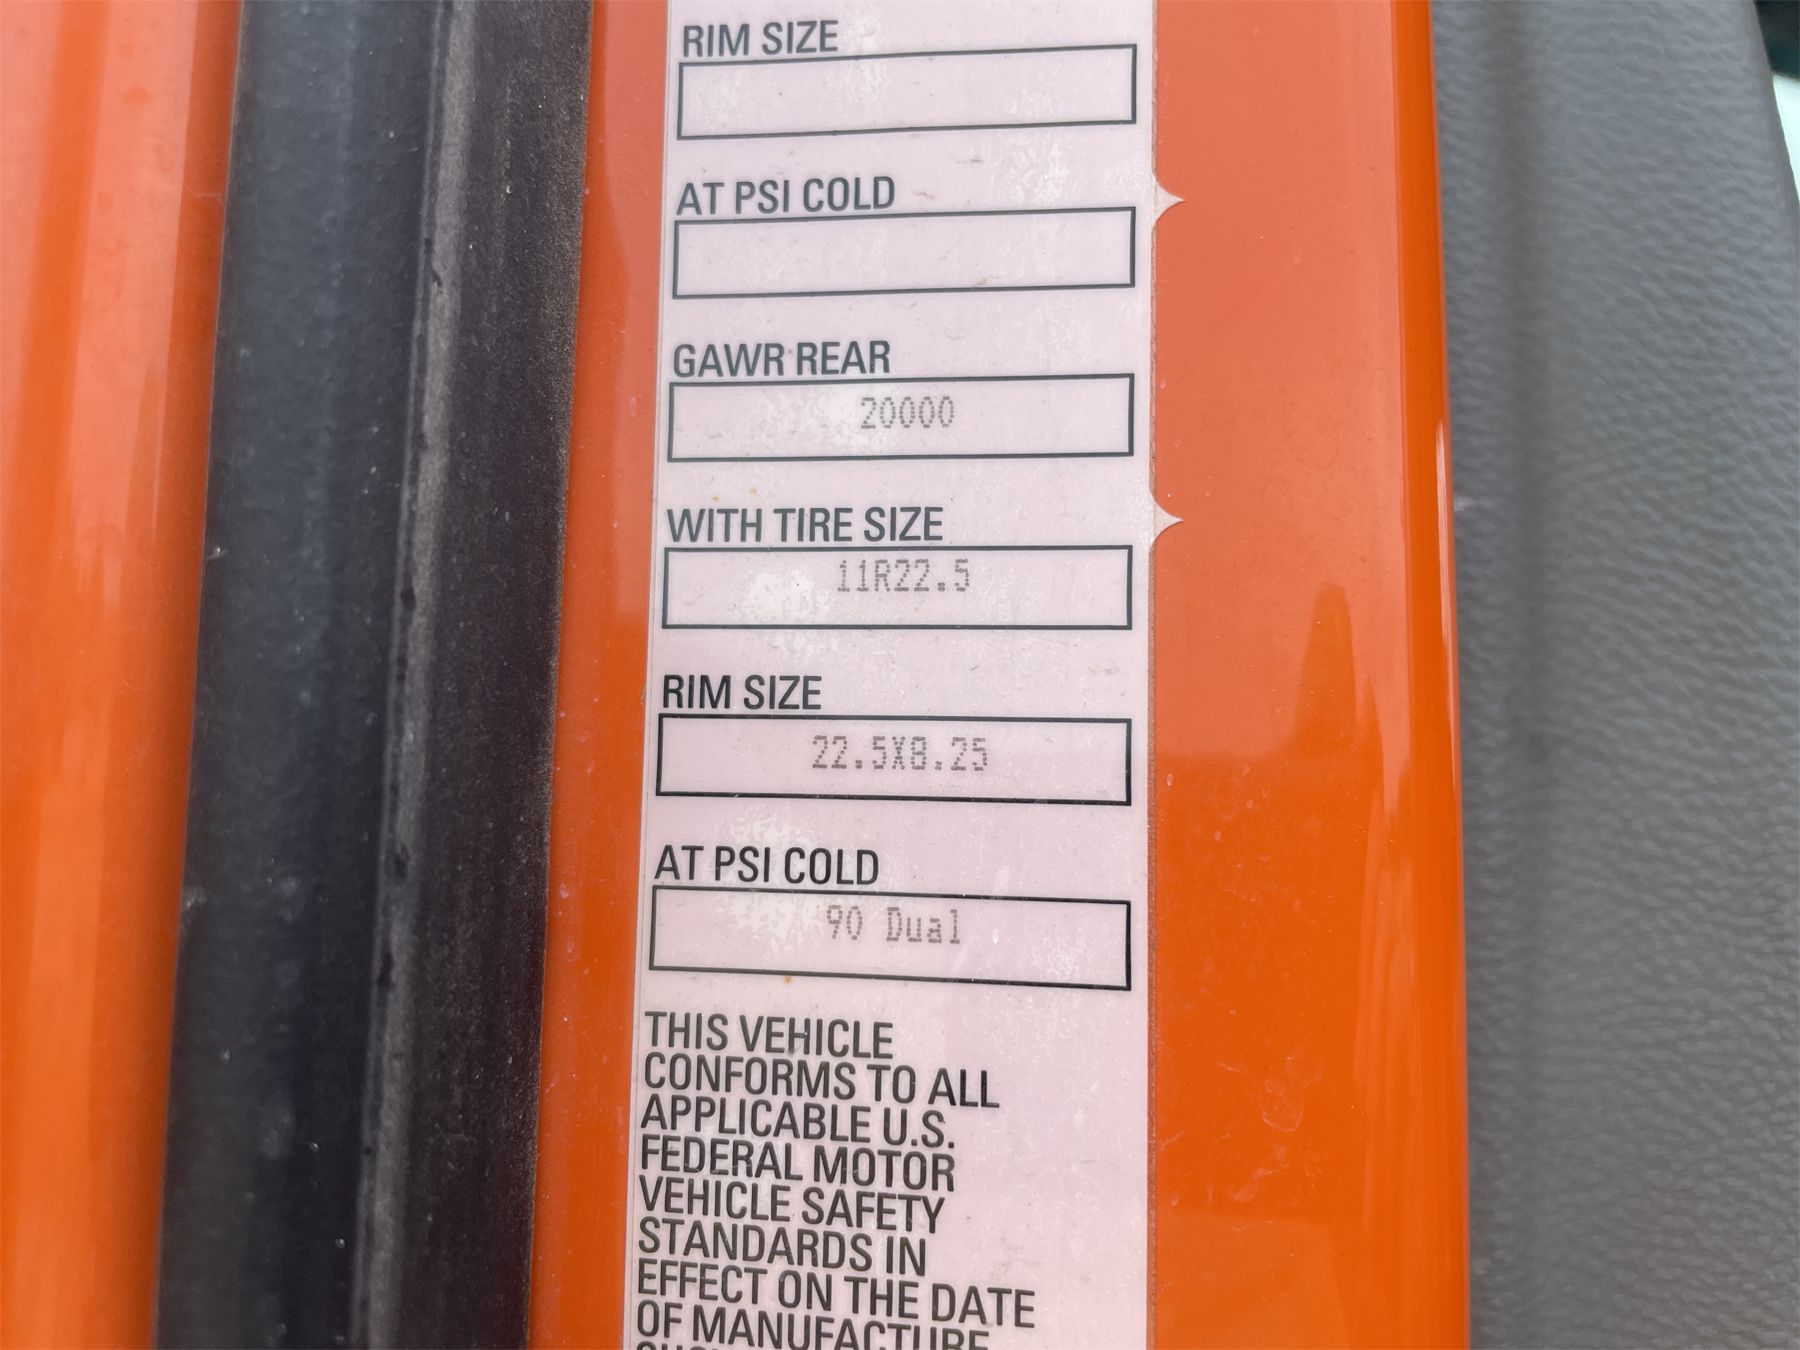 RIM SIZE
AT PSI COLD
GAWR REAR
20000
WITH TIRE SIZE
11R22.5
RIM SIZE
22.5X8.25
AT PSI COLD
90 Dual
THIS VEHICLE
CONFORMS TO ALL
APPLICABLE U.S.
FEDERAL MOTOR
VEHICLE SAFETY
STANDARDS IN
EFFECT ON THE DATE
OF MANUFACTURE